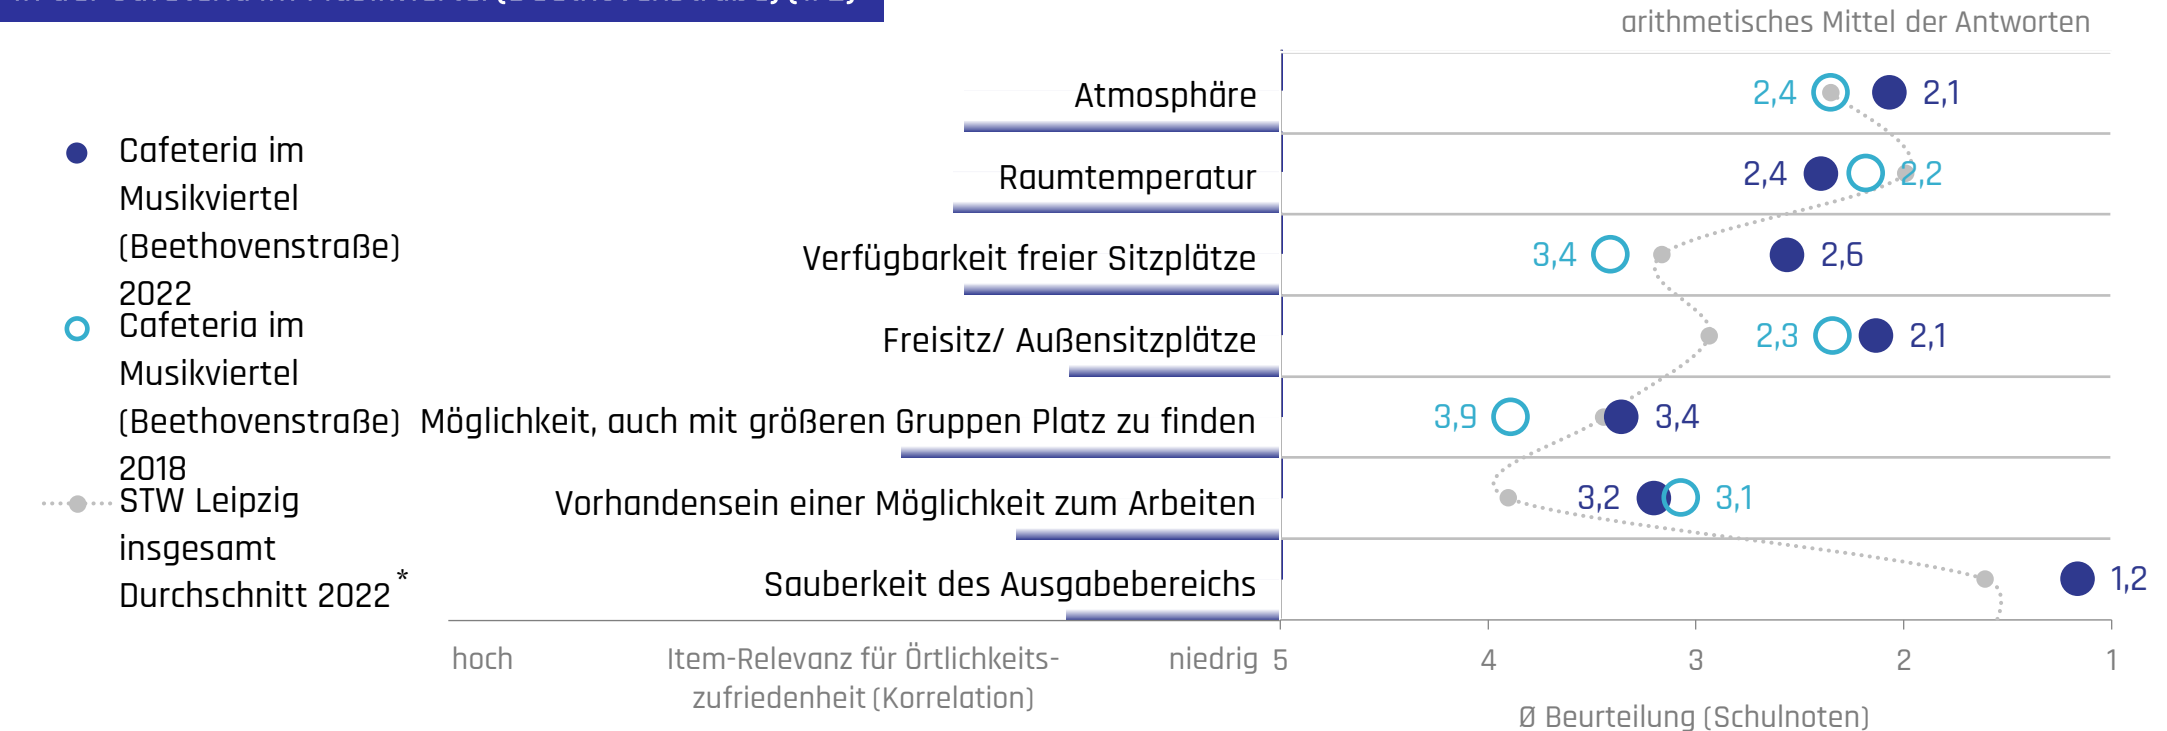 arithmetisches Mittel der Antworten
Atmosphäre
2,4
2,1
Raumtemperatur
2,4
2,2
Verfügbarkeit freier Sitzplätze
3,4
2,6
Freisitz/ Außensitzplätze
2,3
2,1
Möglichkeit, auch mit größeren Gruppen Platz zu finden
3,9
3,4
Vorhandensein einer Möglichkeit zum Arbeiten
3,2
3,1
Sauberkeit des Ausgabebereichs
1,2
Cafeteria im
Musikviertel
(Beethovenstraße)
2022
Cafeteria im
Musikviertel
(Beethovenstraße)
2018
STW Leipzig
insgesamt
Durchschnitt 2022 *
hoch
Item-Relevanz für Örtlichkeits-
zufriedenheit (Korrelation)
niedrig
5 4 3 2 1
Ø Beurteilung (Schulnoten)